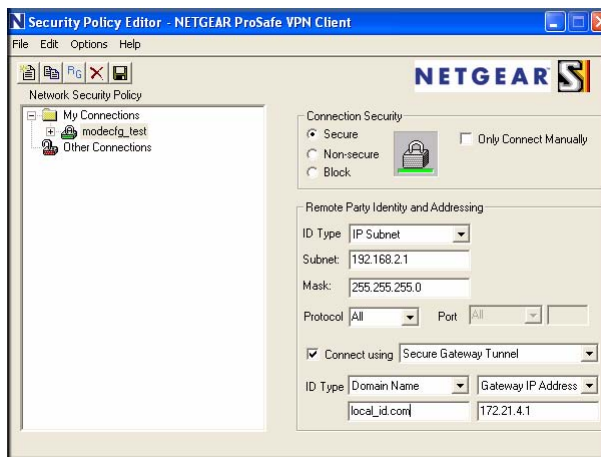 N Security Policy Editor - NETGEAR ProSafe VPN Client
File Edit Options Help
RG
NETGEAR
Network Security Policy
My Connections
modecfg_test
Other Connections
Connection Security
Secure
Only Connect Manually
Non-secure
Block
Remote Party Identity and Addressing
ID Type IP Subnet
Subnet: 192.168.2.1
Mask: 255.255.255.0
Protocol All Port All
Connect using Secure Gateway Tunnel
ID Type Domain Name Gateway IP Address
local_id.com 172.21.4.1